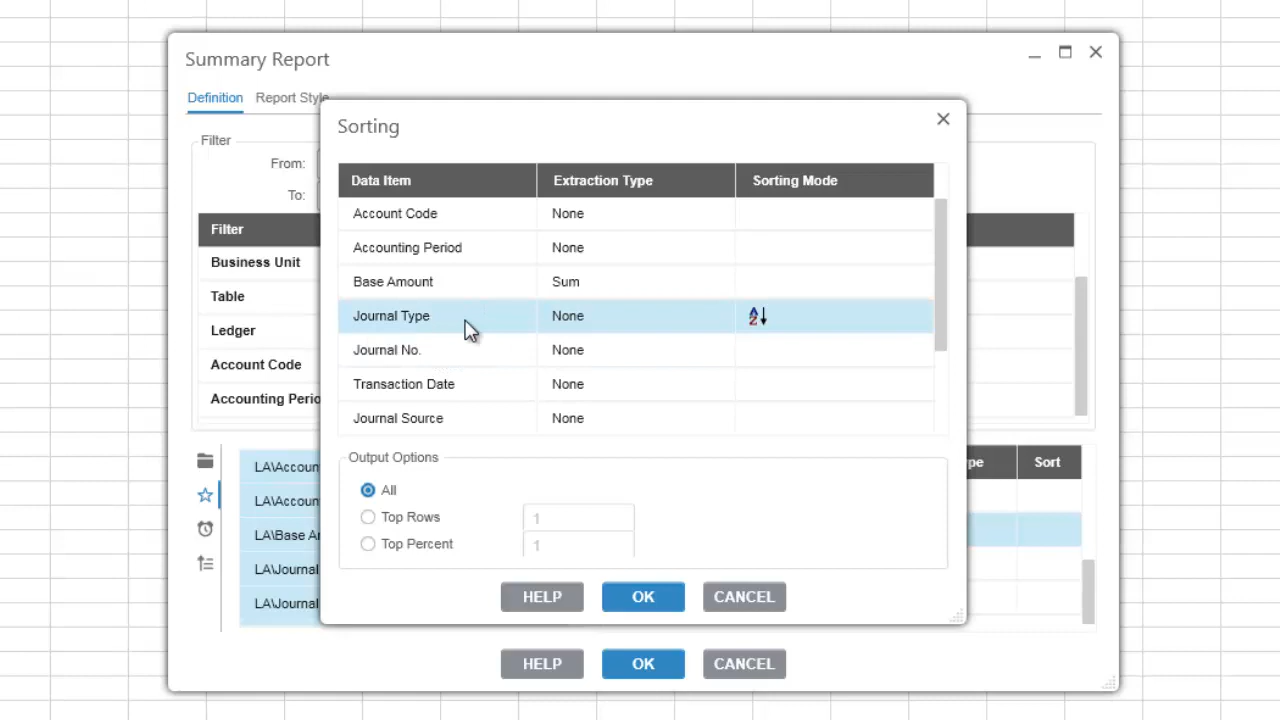 Summary Report
Definition Report Style
Sorting
Filter
From:
To:
Data Item Extraction Type Sorting Mode
Account Code None
Accounting Period None
Base Amount Sum
Journal Type None
Journal No. None
Transaction Date None
Journal Source None
Filter
Business Unit
Table
Ledger
Account Code
Accounting Perio
Output Options
All
Top Rows 1
Top Percent 1
LA\Accoun
LA\Accoun
LA\Base A
LA\Journal
LA\Journal
pe Sort
HELP OK CANCEL
HELP OK CANCEL